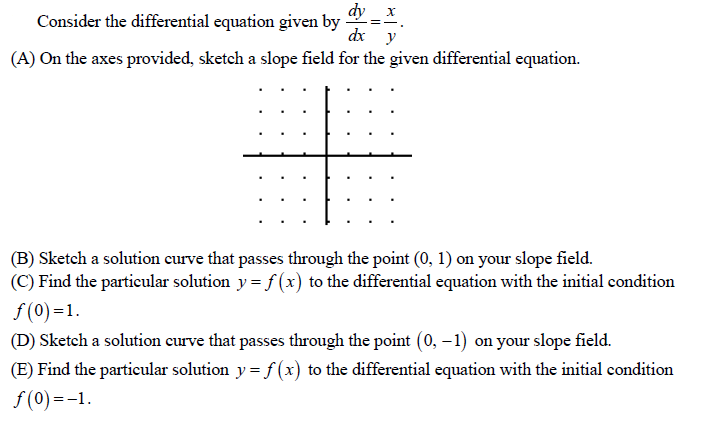 Consider the differential equation given by dy/dx = x/y.
(A) On the axes provided, sketch a slope field for the given differential equation.
(B) Sketch a solution curve that passes through the point (0, 1) on your slope field.
(C) Find the particular solution y = f(x) to the differential equation with the initial condition
f(0)=1.
(D) Sketch a solution curve that passes through the point (0, −1) on your slope field.
(E) Find the particular solution y = f(x) to the differential equation with the initial condition
f(0)=−1.